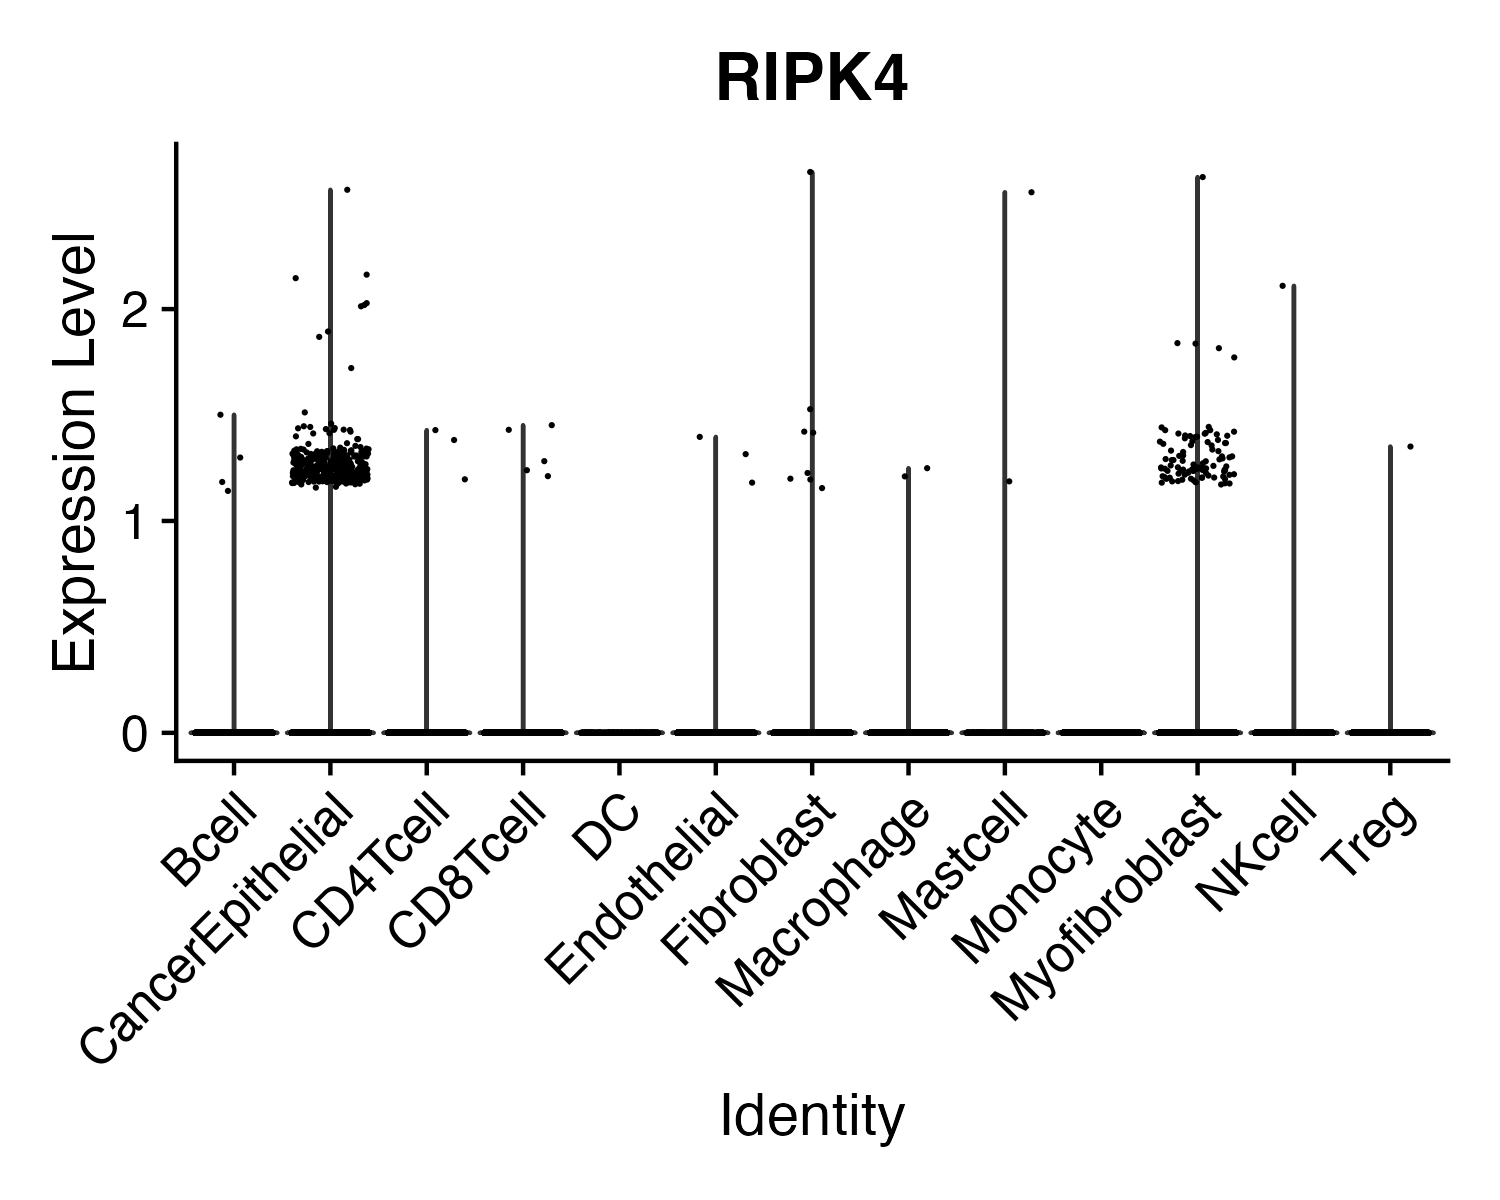 RIPK4
Expression Level
2
1
0
Bcell
CancerEpithelial
CD4Tcell
CD8Tcell
DC
Endothelial
Fibroblast
Macrophage
Mastcell
Monocyte
Myofibroblast
NKcell
Treg
Identity